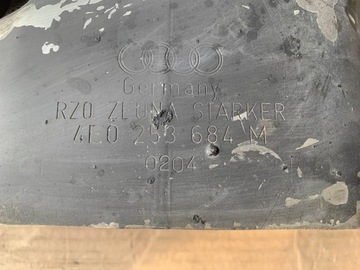 Germany
RZO ZEUNA STARKER
4E0 253 684 M
0204